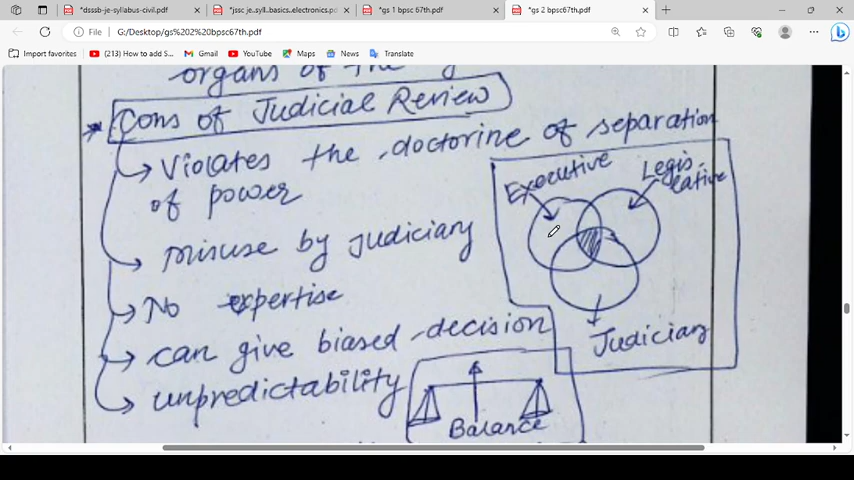 *dsssb-je-syllabus-civil.pdf
*jssc je.syll..basics..electronics.pdf
*gs 1 bpsc 67th.pdf
*gs 2 bpsc67th.pdf
File
G:/Desktop/gs%202%20bpsc67th.pdf
Import favorites
(213) How to add S...
Gmail
YouTube
Maps
News
Translate
organs of the
Cons of Judicial Review
Violates the doctorine of separation
of power
misuse by judiciary
No expertise
can give biased decision
unpredictability
Executive
Legis-
lative
Judiciary
Balance